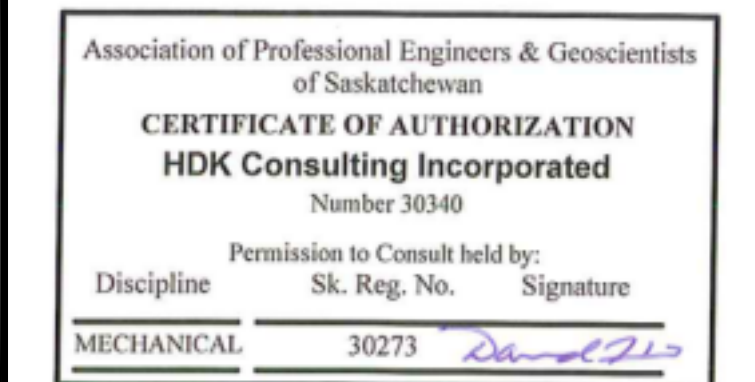 Association of Professional Engineers & Geoscientists
of Saskatchewan
CERTIFICATE OF AUTHORIZATION
HDK Consulting Incorporated
Number 30340
Permission to Consult held by:
Discipline Sk. Reg. No. Signature
MECHANICAL 30273